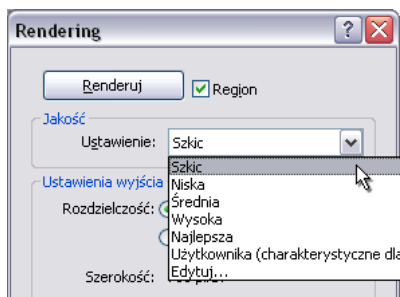 Rendering
Renderuj
Region
Jakość
Ustawienie: Szkic
Szkic
Ustawienia wyjścia
Niska
Rozdzielczość:
Średnia
Wysoka
Najlepsza
Użytkownika (charakterystyczne dla
Edytuj...
Szerokość: